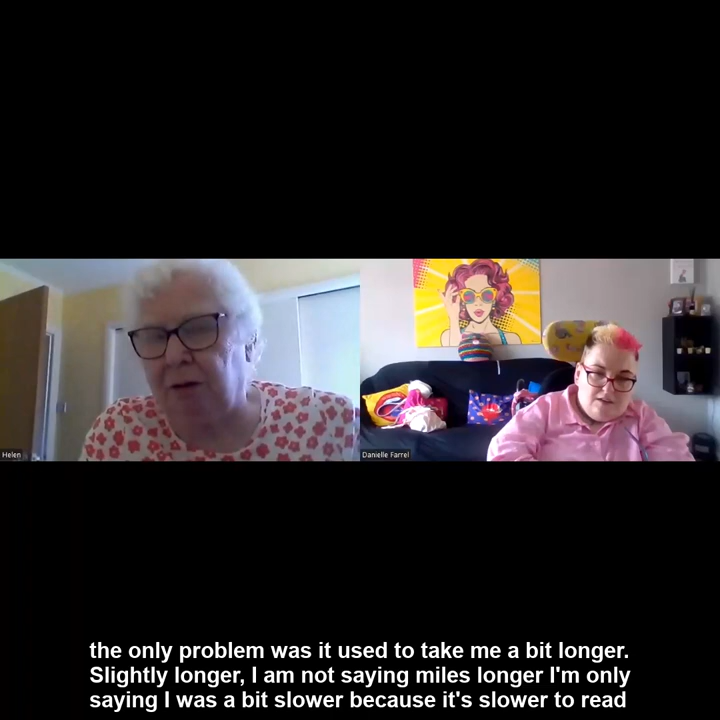 Helen
Danielle Farrel
the only problem was it used to take me a bit longer.
Slightly longer, I am not saying miles longer I'm only
saying I was a bit slower because it's slower to read